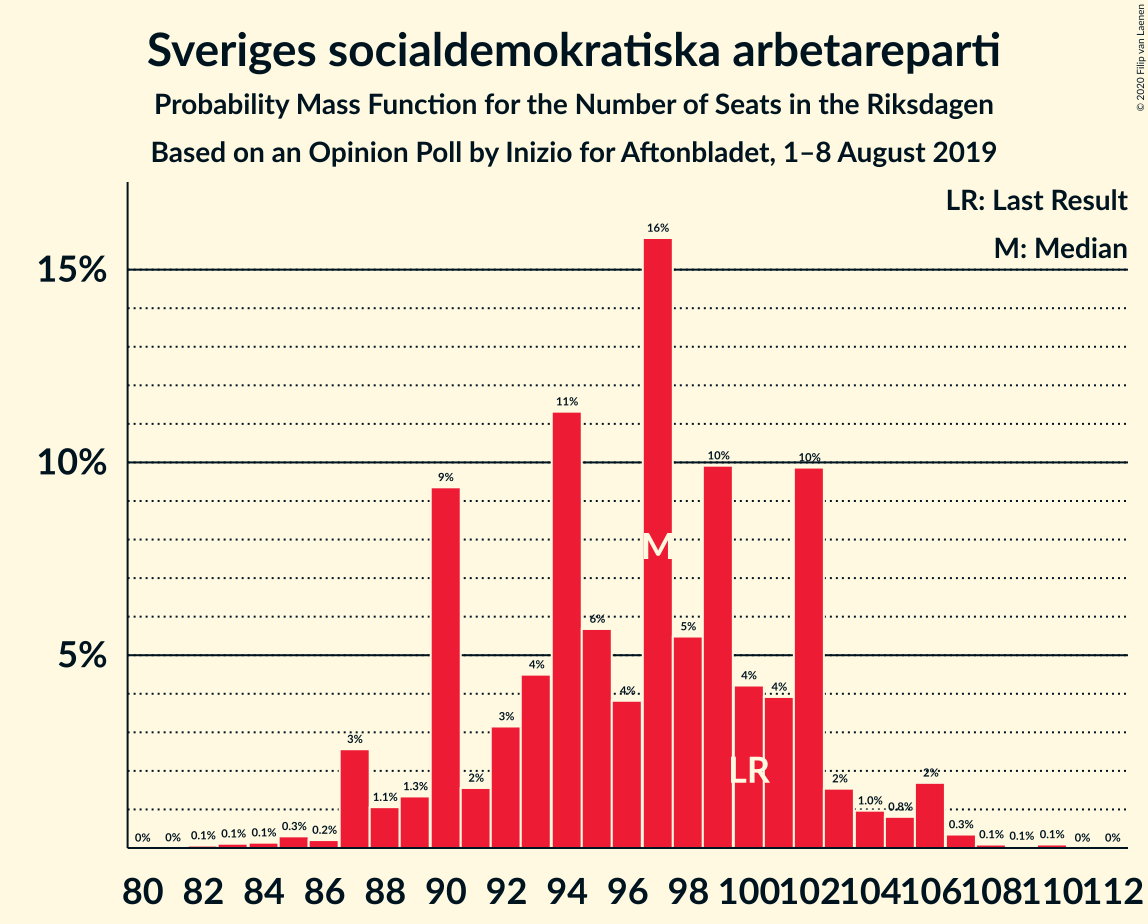 Sveriges socialdemokratiska arbetareparti
Probability Mass Function for the Number of Seats in the Riksdagen
Based on an Opinion Poll by Inizio for Aftonbladet, 1–8 August 2019
© 2020 Filip van Laenen
LR: Last Result
M: Median
15%
10%
5%
0% 0% 0.1% 0.1% 0.1% 0.3% 0.2% 3% 1.1% 1.3% 9% 2% 3% 4% 11% 6% 4% 16% 5% 10% 4% 4% 10% 2% 1.0% 0.8% 2% 0.3% 0.1% 0.1% 0.1% 0% 0%
M
LR
80 82 84 86 88 90 92 94 96 98 100 102 104 106 108 110 112